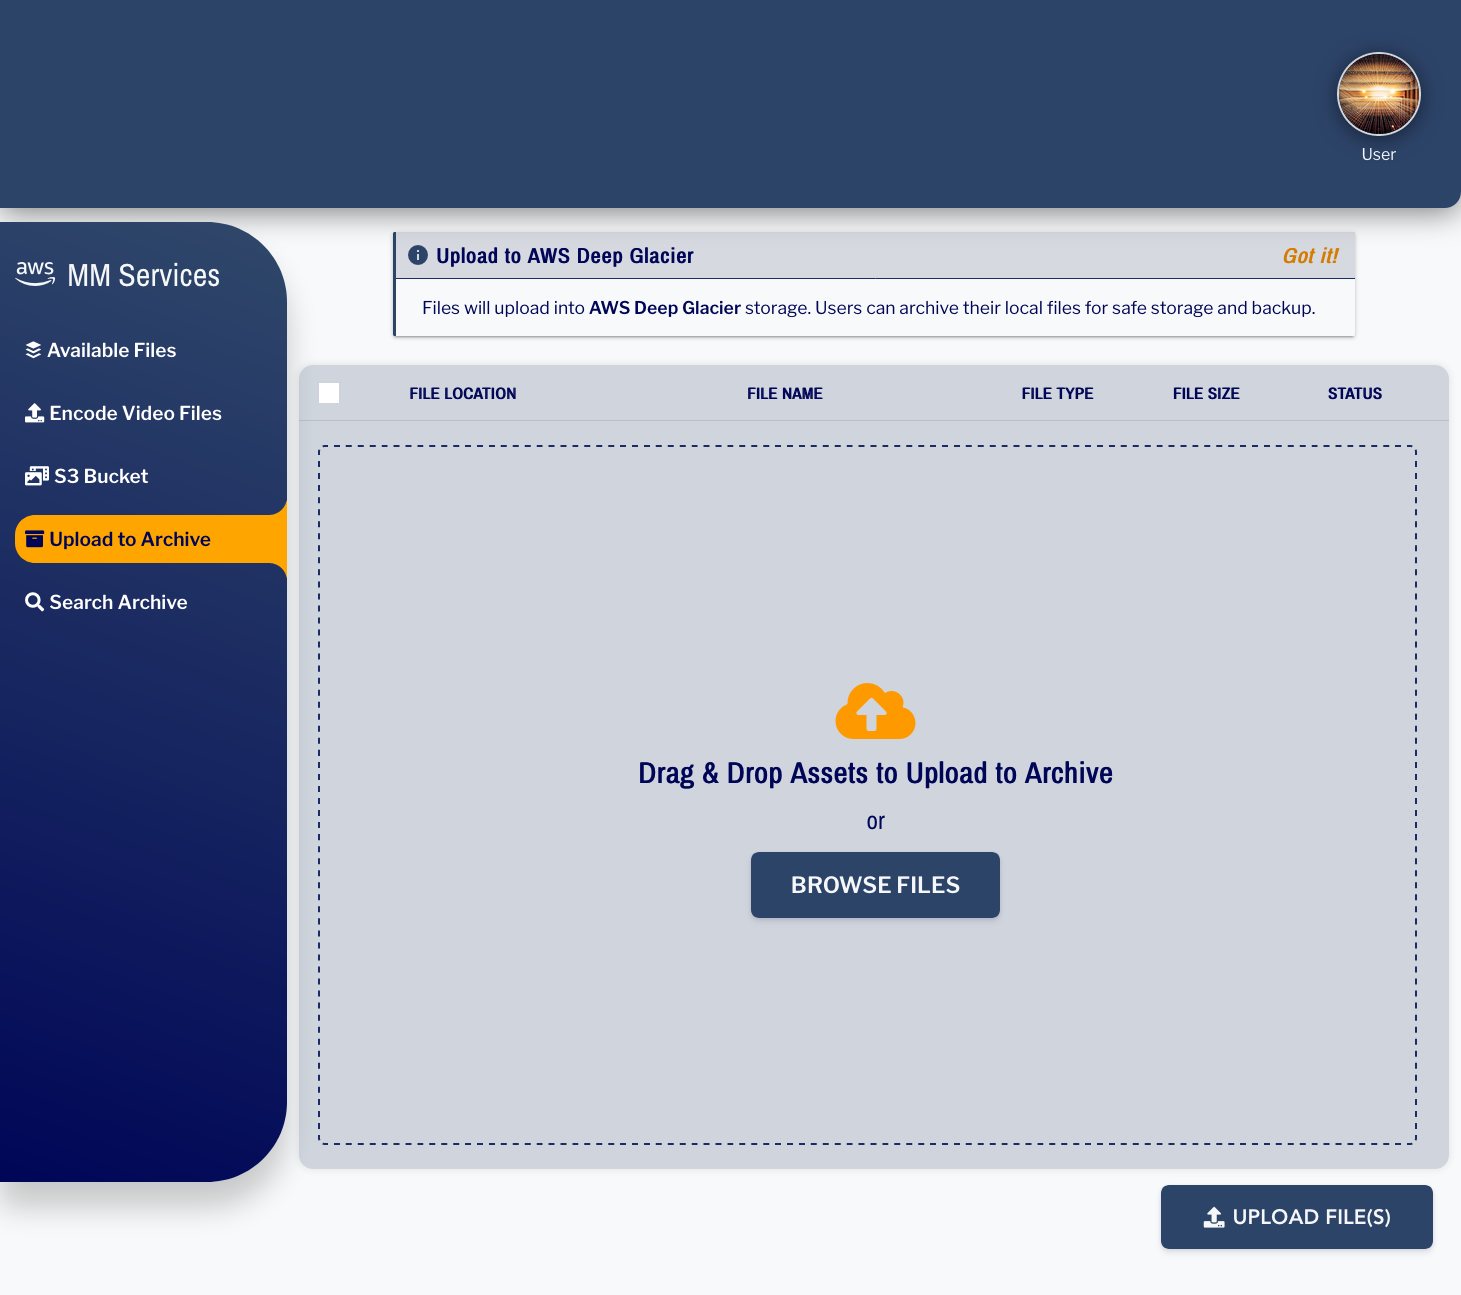 User
aws MM Services
Available Files
Encode Video Files
S3 Bucket
Upload to Archive
Search Archive
Upload to AWS Deep Glacier
Got it!
Files will upload into AWS Deep Glacier storage. Users can archive their local files for safe storage and backup.
FILE LOCATION FILE NAME FILE TYPE FILE SIZE STATUS
Drag & Drop Assets to Upload to Archive
or
BROWSE FILES
UPLOAD FILE(S)